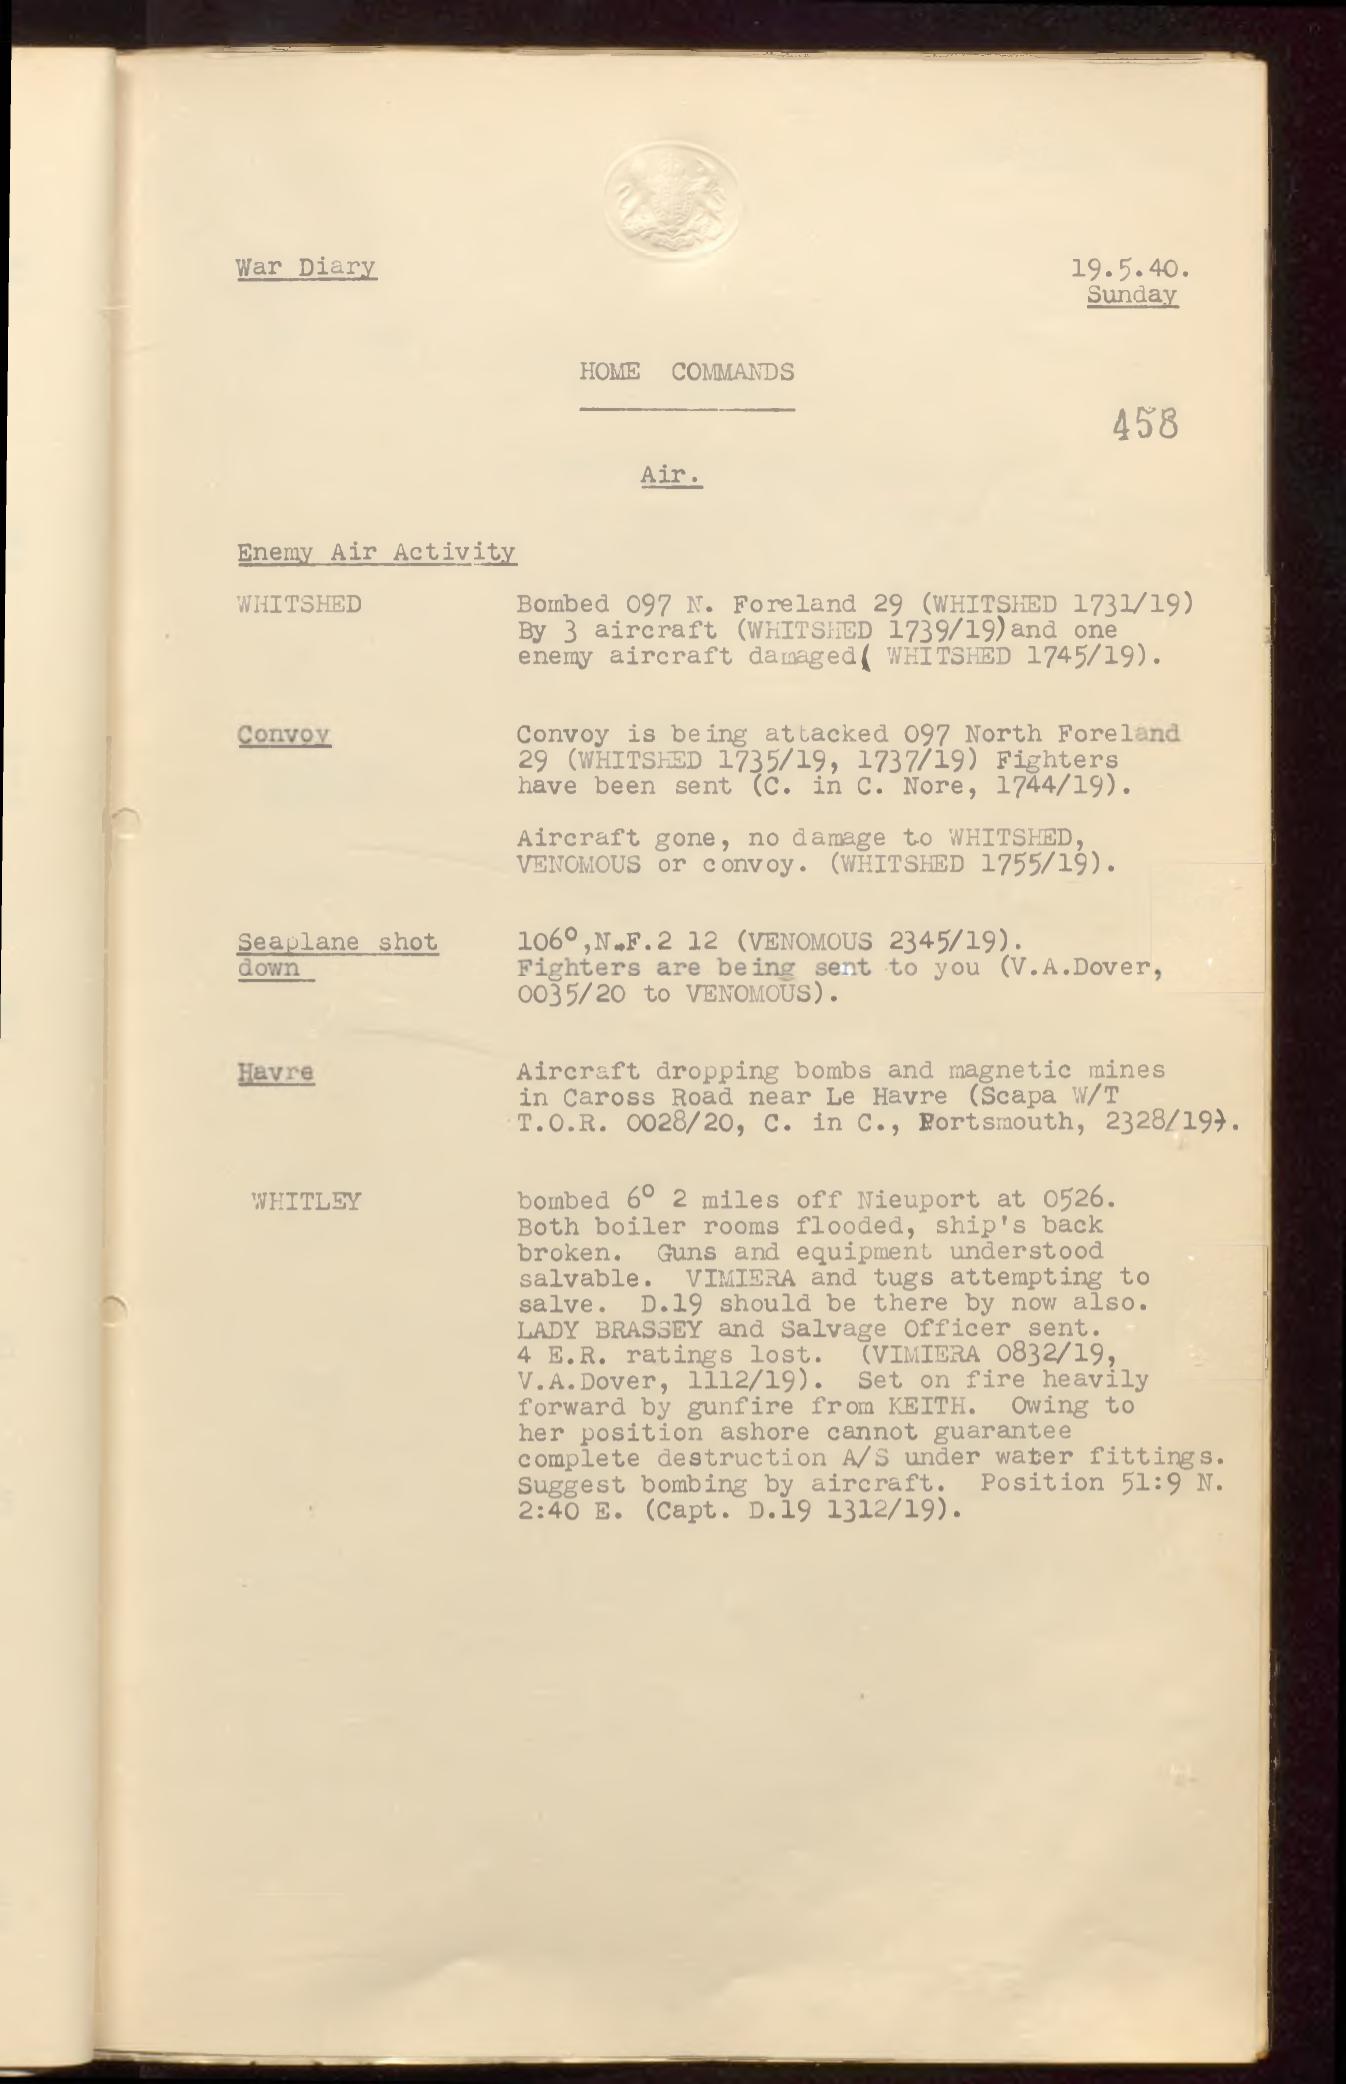 War Diary
19.5.40.
Sunday
HOME COMMANDS
458
Air.
Enemy Air Activity
WHITSHED
Bombed 097 N. Foreland 29 (WHITSHED 1731/19)
By 3 aircraft (WHITSHED 1739/19)and one
enemy aircraft damaged( WHITSHED 1745/19).
Convoy
Convoy is being attacked 097 North Foreland
29 (WHITSHED 1735/19, 1737/19) Fighters
have been sent (C. in C. Nore, 1744/19).
Aircraft gone, no damage to WHITSHED,
VENOMOUS or convoy. (WHITSHED 1755/19).
Seaplane shot
down
106°,N.F.2 12 (VENOMOUS 2345/19).
Fighters are being sent to you (V.A.Dover,
0035/20 to VENOMOUS).
Havre
Aircraft dropping bombs and magnetic mines
in Caross Road near Le Havre (Scapa W/T
T.O.R. 0028/20, C. in C., Portsmouth, 2328/19).
WHITLEY
bombed 6° 2 miles off Nieuport at 0526.
Both boiler rooms flooded, ship's back
broken. Guns and equipment understood
salvable. VIMIERA and tugs attempting to
salve. D.19 should be there by now also.
LADY BRASSEY and Salvage Officer sent.
4 E.R. ratings lost. (VIMIERA 0832/19,
V.A.Dover, 1112/19). Set on fire heavily
forward by gunfire from KEITH. Owing to
her position ashore cannot guarantee
complete destruction A/S under water fittings.
Suggest bombing by aircraft. Position 51:9 N.
2:40 E. (Capt. D.19 1312/19).